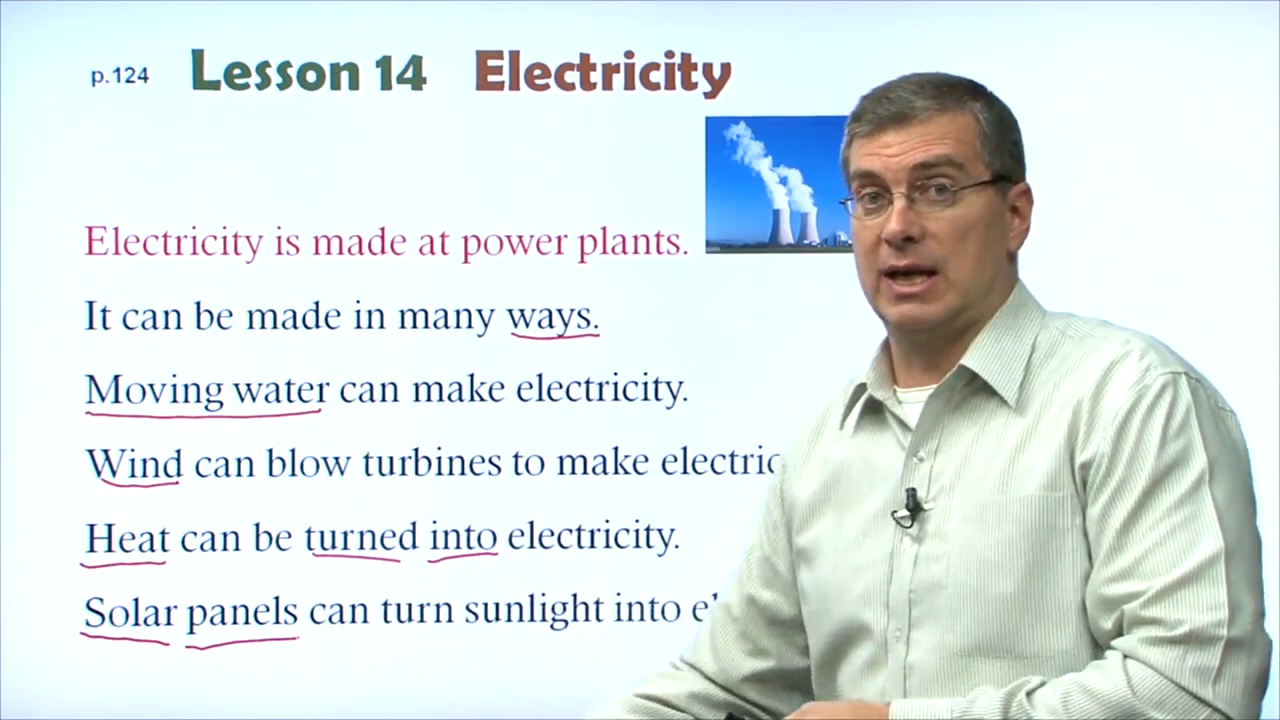 p.124 Lesson 14 Electricity
Electricity is made at power plants.
It can be made in many ways.
Moving water can make electricity.
Wind can blow turbines to make electric
Heat can be turned into electricity.
Solar panels can turn sunlight into el